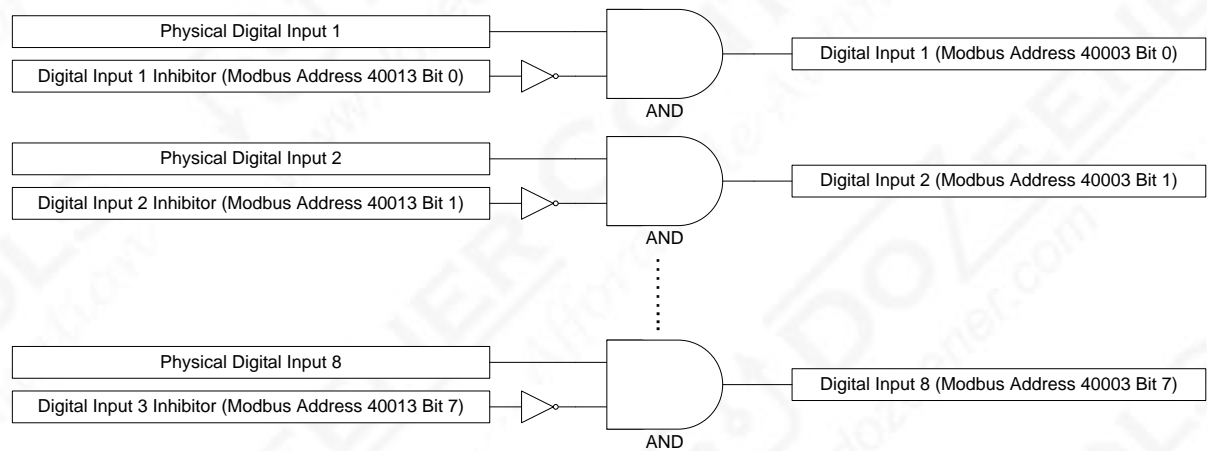 Physical Digital Input 1
Digital Input 1 Inhibitor (Modbus Address 40013 Bit 0)
AND
Digital Input 1 (Modbus Address 40003 Bit 0)
Physical Digital Input 2
Digital Input 2 Inhibitor (Modbus Address 40013 Bit 1)
AND
Digital Input 2 (Modbus Address 40003 Bit 1)
Physical Digital Input 8
Digital Input 3 Inhibitor (Modbus Address 40013 Bit 7)
AND
Digital Input 8 (Modbus Address 40003 Bit 7)